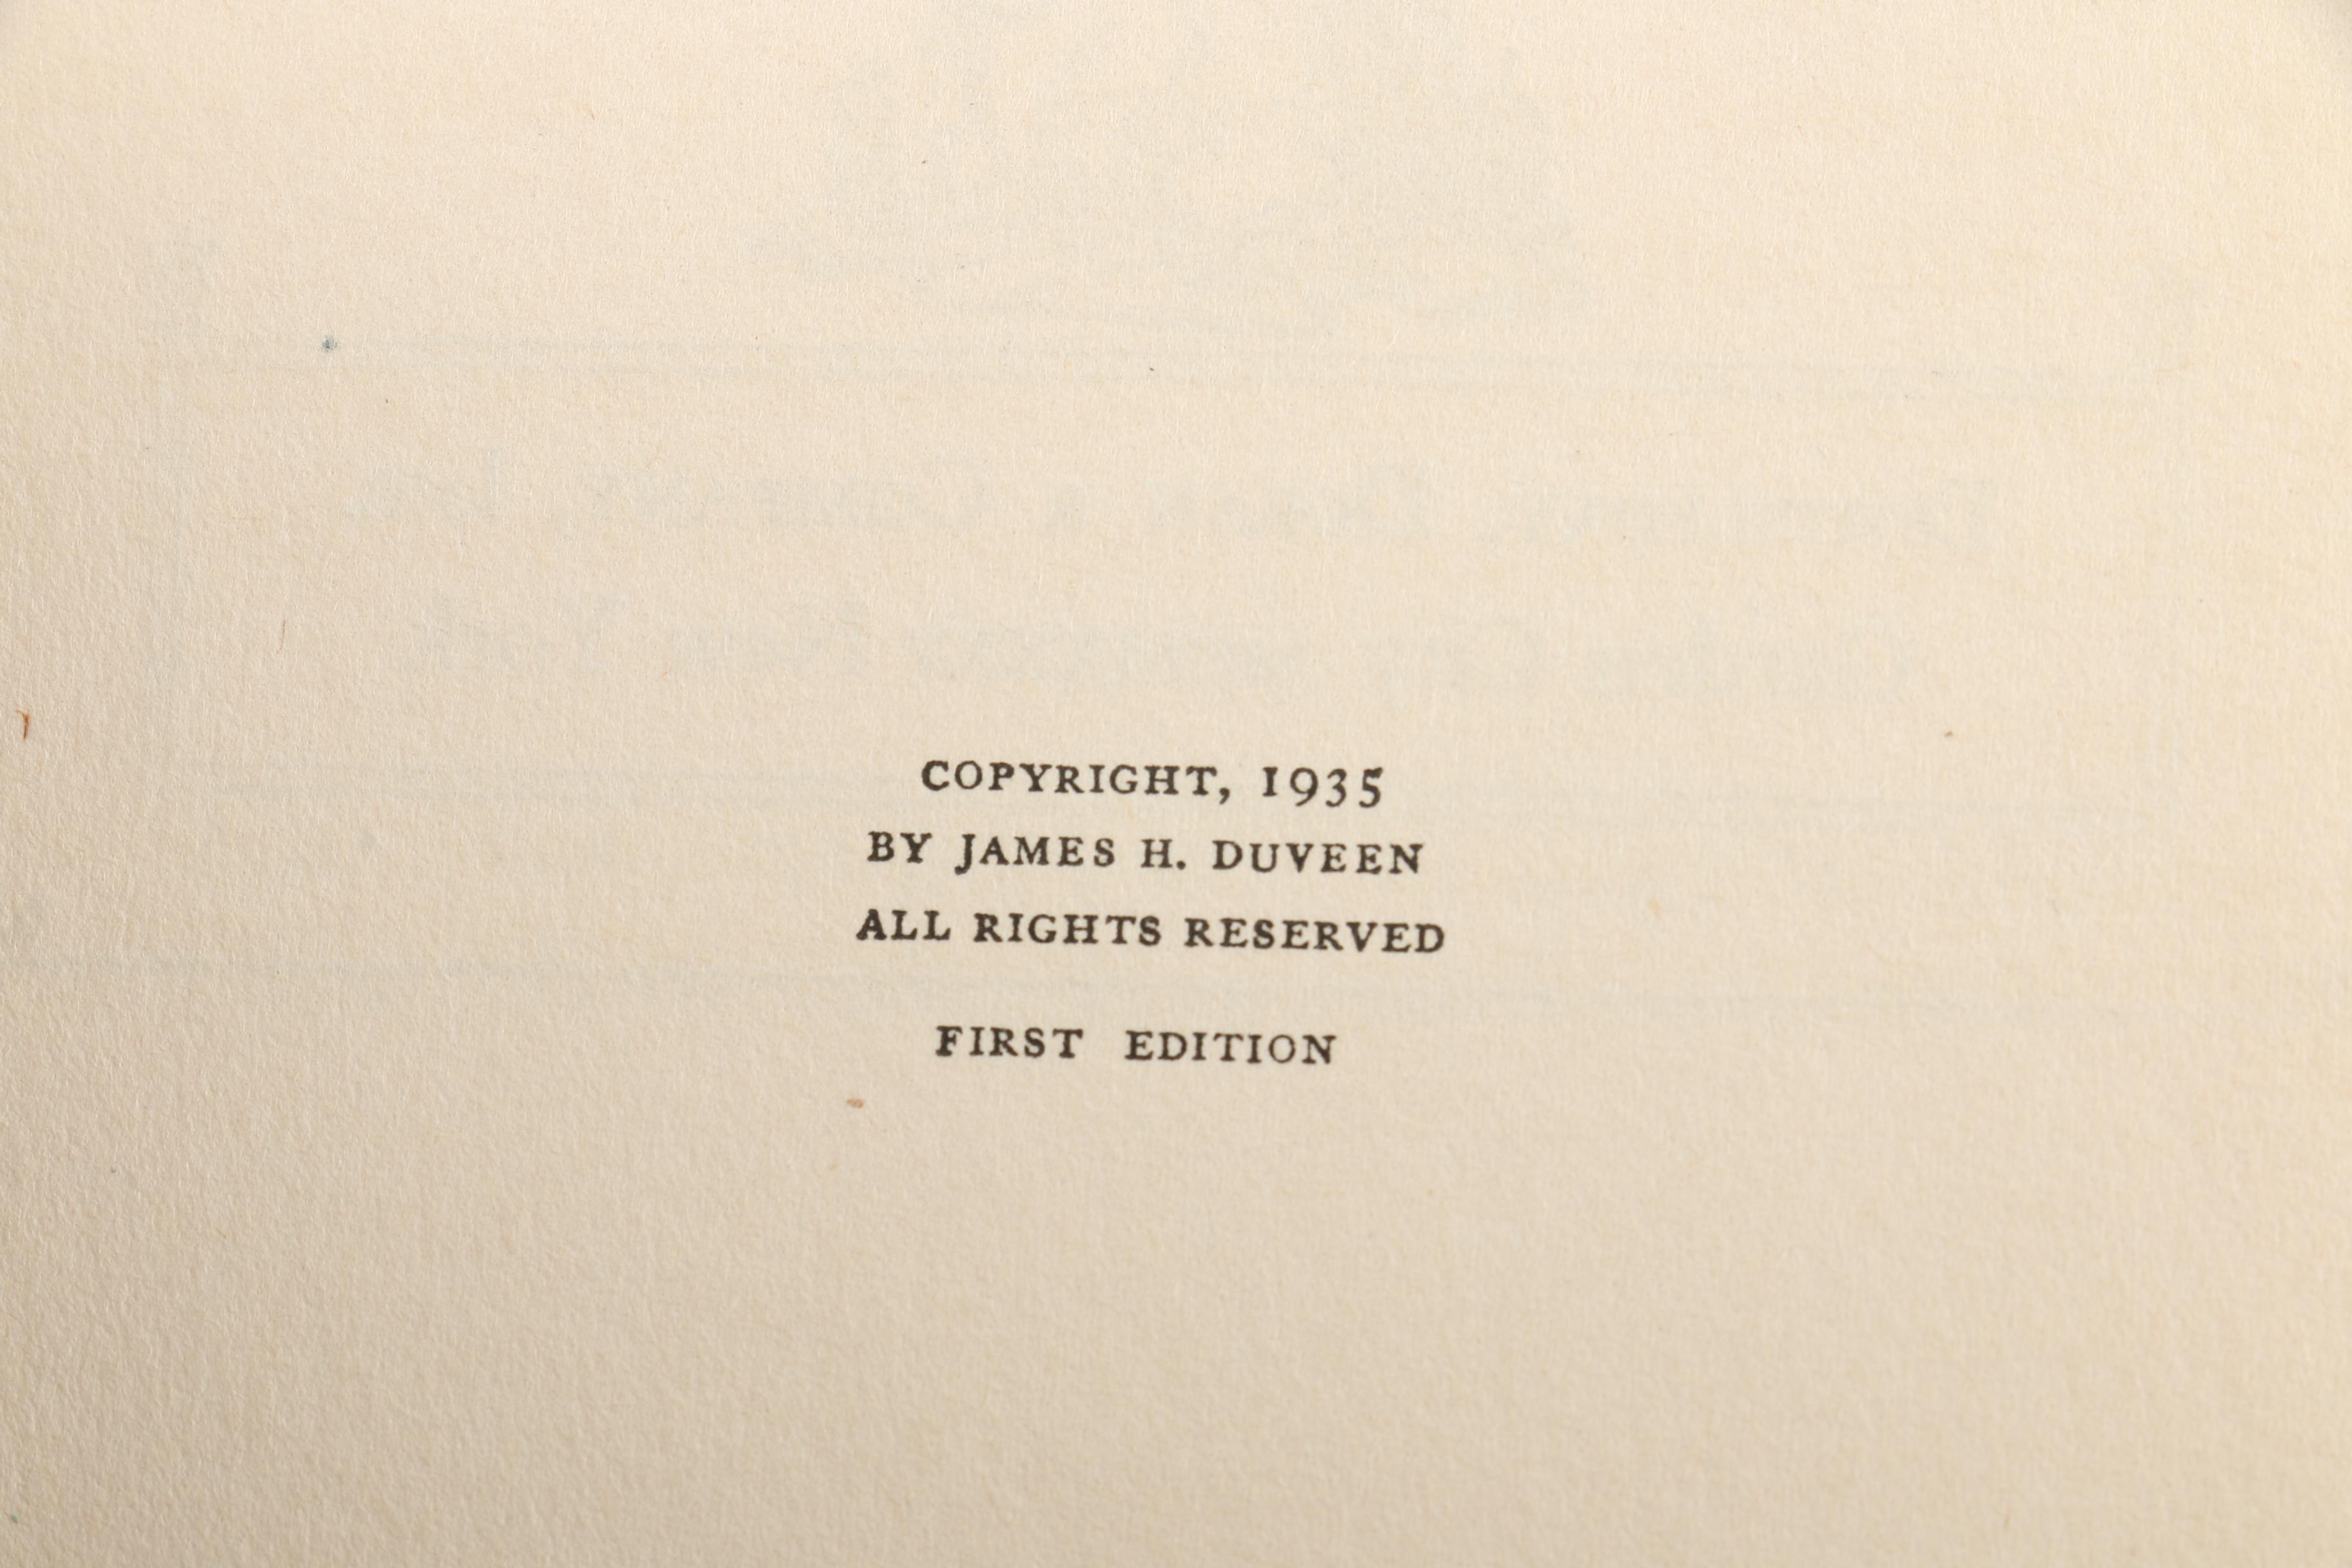 COPYRIGHT, 1935
BY JAMES H. DUVEEN
ALL RIGHTS RESERVED
FIRST EDITION